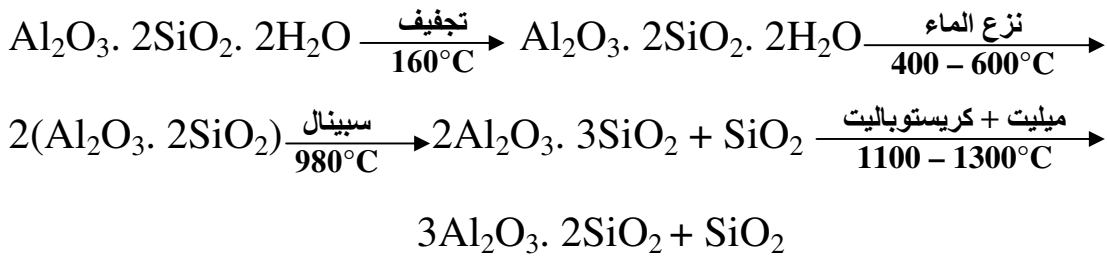 Al₂O₃. 2SiO₂. 2H₂O تجفيف 160°C Al₂O₃. 2SiO₂. 2H₂O نزع الماء 400 – 600°C
2(Al₂O₃. 2SiO₂) سبينال 980°C 2Al₂O₃. 3SiO₂ + SiO₂ ميليت + كريستوباليت 1100 – 1300°C
3Al₂O₃. 2SiO₂ + SiO₂